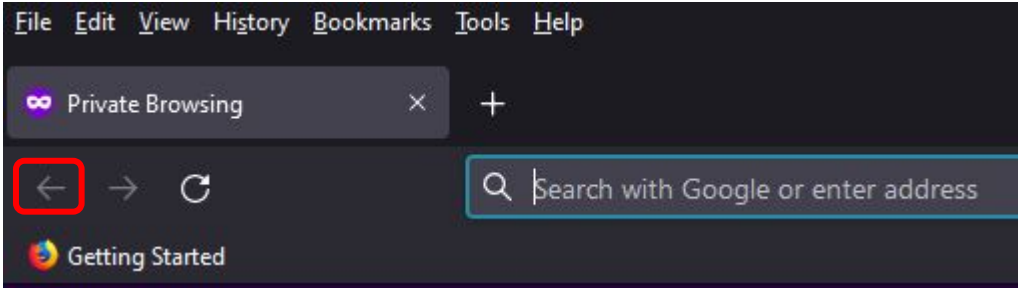 File Edit View History Bookmarks Tools Help
Private Browsing
Search with Google or enter address
Getting Started